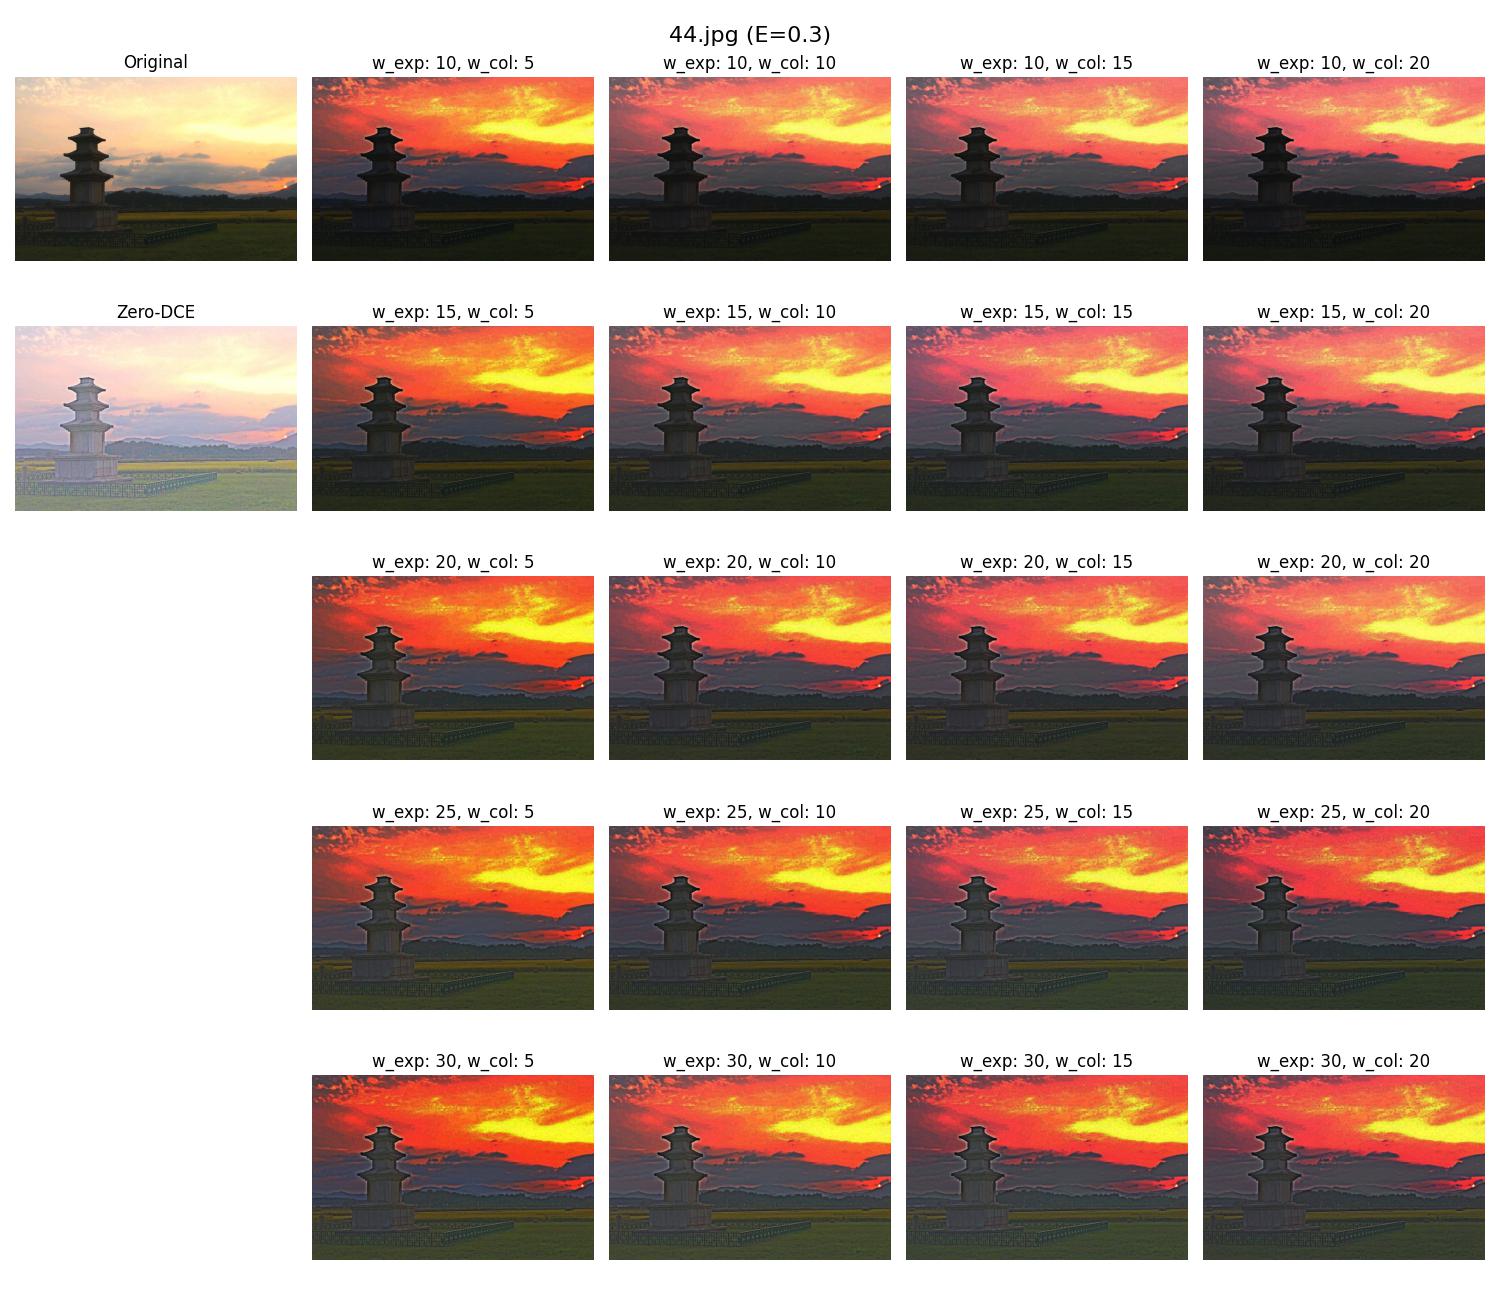 44.jpg (E=0.3)
Original
w_exp: 10, w_col: 5
w_exp: 10, w_col: 10
w_exp: 10, w_col: 15
w_exp: 10, w_col: 20
Zero-DCE
w_exp: 15, w_col: 5
w_exp: 15, w_col: 10
w_exp: 15, w_col: 15
w_exp: 15, w_col: 20
w_exp: 20, w_col: 5
w_exp: 20, w_col: 10
w_exp: 20, w_col: 15
w_exp: 20, w_col: 20
w_exp: 25, w_col: 5
w_exp: 25, w_col: 10
w_exp: 25, w_col: 15
w_exp: 25, w_col: 20
w_exp: 30, w_col: 5
w_exp: 30, w_col: 10
w_exp: 30, w_col: 15
w_exp: 30, w_col: 20